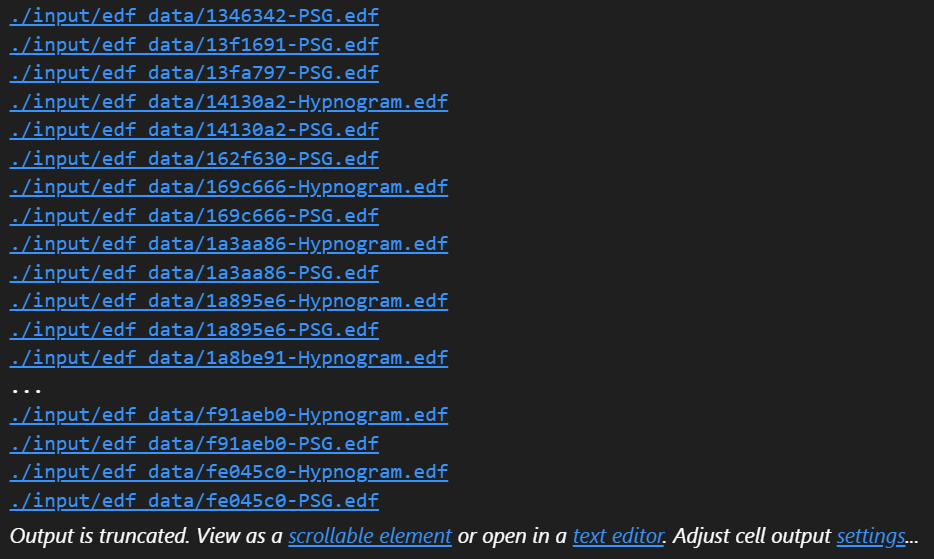 ./input/edf_data/1346342-PSG.edf
./input/edf_data/13f1691-PSG.edf
./input/edf_data/13fa797-PSG.edf
./input/edf_data/14130a2-Hypnogram.edf
./input/edf_data/14130a2-PSG.edf
./input/edf_data/162f630-PSG.edf
./input/edf_data/169c666-Hypnogram.edf
./input/edf_data/169c666-PSG.edf
./input/edf_data/1a3aa86-Hypnogram.edf
./input/edf_data/1a3aa86-PSG.edf
./input/edf_data/1a895e6-Hypnogram.edf
./input/edf_data/1a895e6-PSG.edf
./input/edf_data/1a8be91-Hypnogram.edf
...
./input/edf_data/f91aeb0-Hypnogram.edf
./input/edf_data/f91aeb0-PSG.edf
./input/edf_data/fe045c0-Hypnogram.edf
./input/edf_data/fe045c0-PSG.edf
Output is truncated. View as a scrollable element or open in a text editor. Adjust cell output settings...